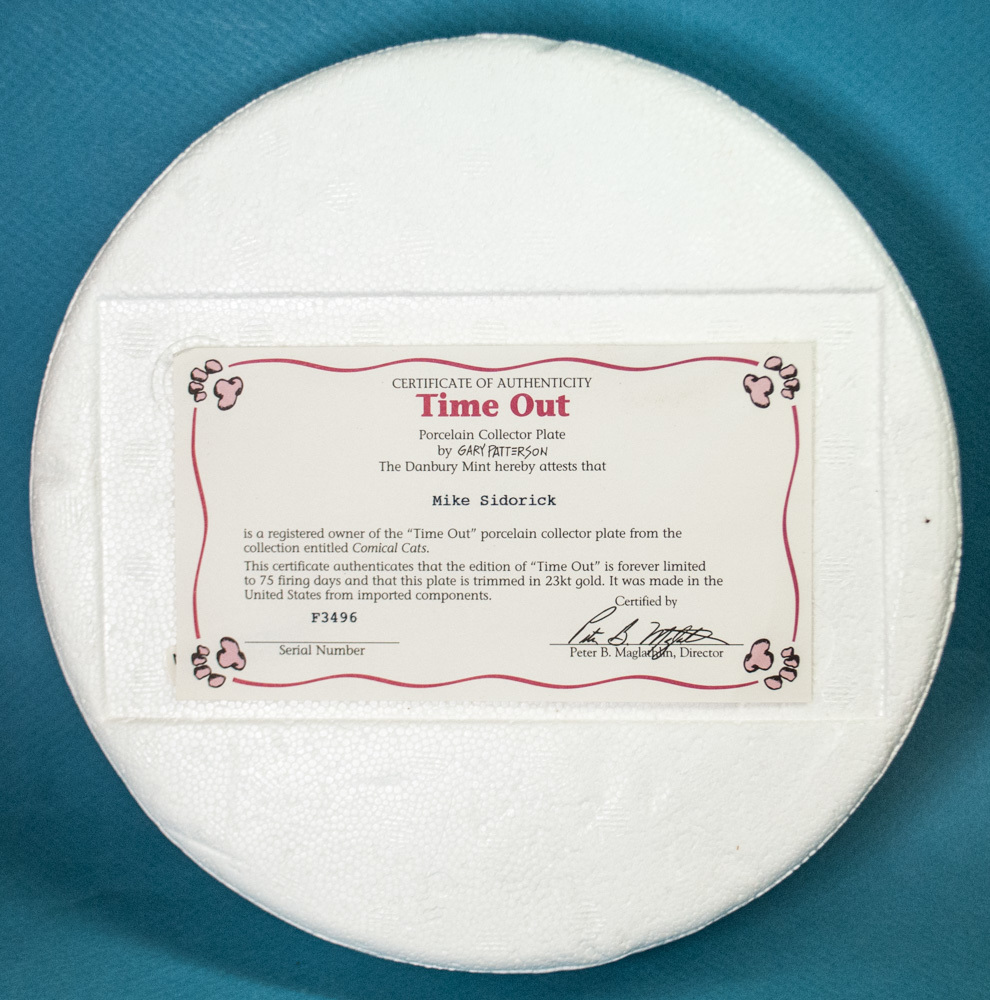 CERTIFICATE OF AUTHENTICITY
Time Out
Porcelain Collector Plate
by GARY PATTERSON
The Danbury Mint hereby attests that
Mike Sidorick
is a registered owner of the "Time Out" porcelain collector plate from the
collection entitled Comical Cats.
This certificate authenticates that the edition of "Time Out" is forever limited
to 75 firing days and that this plate is trimmed in 23kt gold. It was made in the
United States from imported components.
Certified by
F3496
Peter B. Maglathlin
Serial Number
Peter B. Maglathlin, Director